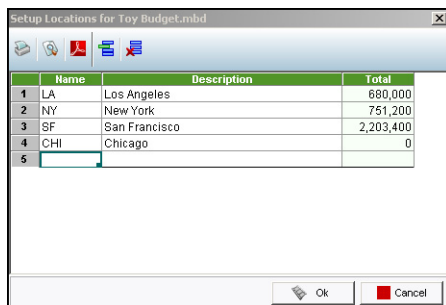 Setup Locations for Toy Budget.mbd
Name Description Total
1 LA Los Angeles 680,000
2 NY New York 751,200
3 SF San Francisco 2,203,400
4 CHI Chicago 0
5
Ok Cancel